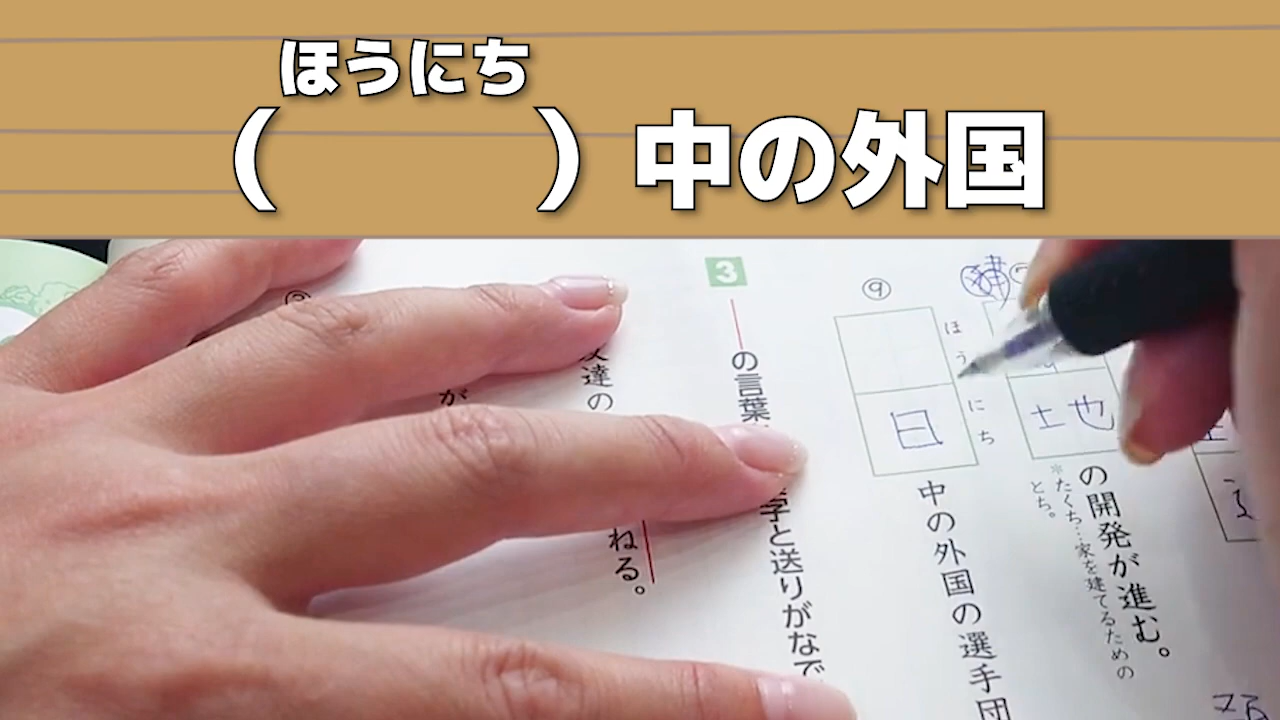 ほうにち
( )中の外国
3
の言葉
字と送りがなで
達の
が
ねる。
⑨
ほうにち
日
中の外国の選手団
土地
の開発が進む。
*たくち…家を建てるための
とち。